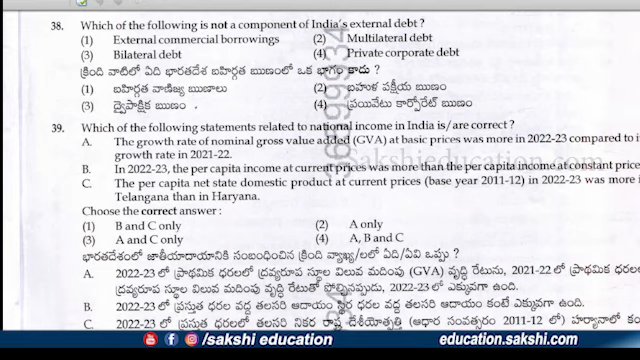 38. Which of the following is not a component of India's external debt ?
(1) External commercial borrowings (2) Multilateral debt
(3) Bilateral debt (4) Private corporate debt
క్రింది వాటిలో ఏది భారతదేశ బహిర్గత ఋణంలో ఒక భాగం కాదు ?
(1) బహిర్గత వాణిజ్య ఋణాలు (2) బహుళ పక్షీయ ఋణం
(3) ద్వైపాక్షిక ఋణం (4) ప్రయివేటు కార్పోరేట్ ఋణం
39. Which of the following statements related to national income in India is/are correct ?
A. The growth rate of nominal gross value added (GVA) at basic prices was more in 2022-23 compared to i
growth rate in 2021-22.
B. In 2022-23, the per capita income at current prices was more than the per capita income at constant price
C. The per capita net state domestic product at current prices (base year 2011-12) in 2022-23 was more i
Telangana than in Haryana.
Choose the correct answer :
(1) B and C only (2) A only
(3) A and C only (4) A, B and C
భారతదేశంలో జాతీయాదాయానికి సంబంధించిన క్రింది వ్యాఖ్య/లలో ఏది/ఏవి ఒప్పు ?
A. 2022-23 లో ప్రాథమిక ధరలలో ద్రవ్యరూప స్థూల విలువ మదింపు (GVA) వృద్ధి రేటును, 2021-22 లో ప్రాథమిక ధరల
ద్రవ్యరూప స్థూల విలువ మదింపు వృద్ధి రేటుతో పోల్చినప్పుడు, 2022-23 లో ఎక్కువగా ఉంది.
B. 2022-23 లో ప్రస్తుత ధరల వద్ద తలసరి ఆదాయం స్థిర ధరల వద్ద తలసరి ఆదాయం కంటే ఎక్కువగా ఉంది.
C. 2022-23 లో ప్రస్తుత ధరలలో తలసరి నికర రాష్ట్ర దేశీయోత్పత్తి (ఆధార సంవత్సరం 2011-12 లో) హర్యానాలో కం
Sakshieducation.com
/sakshi education
education.sakshi.com